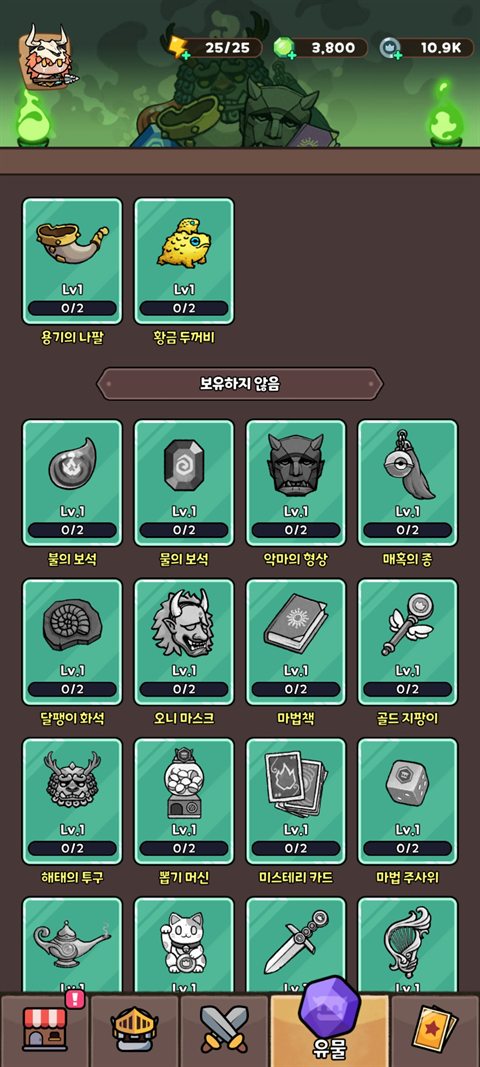 25/25 3,800 10.9K
Lv1 Lv1
0/2 0/2
용기의 나팔 황금 두꺼비
보유하지 않음
Lv.1 Lv.1 Lv.1 Lv.1
0/2 0/2 0/2 0/2
불의 보석 물의 보석 악마의 형상 매혹의 종
Lv.1 Lv.1 Lv.1 Lv.1
0/2 0/2 0/2 0/2
달팽이 화석 오니 마스크 마법책 골드 지팡이
Lv.1 Lv.1 Lv.1 Lv.1
0/2 0/2 0/2 0/2
해태의 투구 뽑기 머신 미스테리 카드 마법 주사위
!
유물